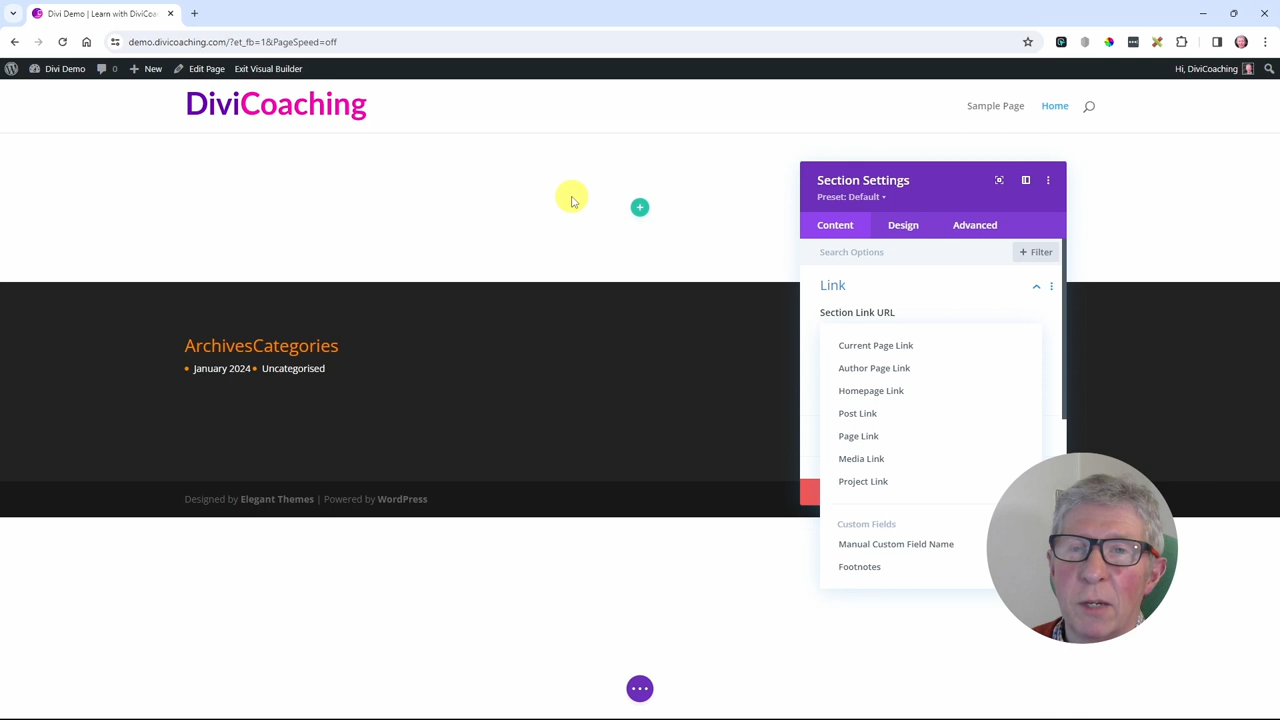 Divi Demo | Learn with DiviCoa
demo.divicoaching.com/?et_fb=1&PageSpeed=off
Divi Demo 0 + New Edit Page Exit Visual Builder Hi, DiviCoaching
DiviCoaching
Sample Page Home
Section Settings
Preset: Default
Content Design Advanced
Search Options + Filter
Link
Section Link URL
Current Page Link
Author Page Link
Homepage Link
Post Link
Page Link
Media Link
Project Link
Custom Fields
Manual Custom Field Name
Footnotes
ArchivesCategories
January 2024 Uncategorised
Designed by Elegant Themes | Powered by WordPress